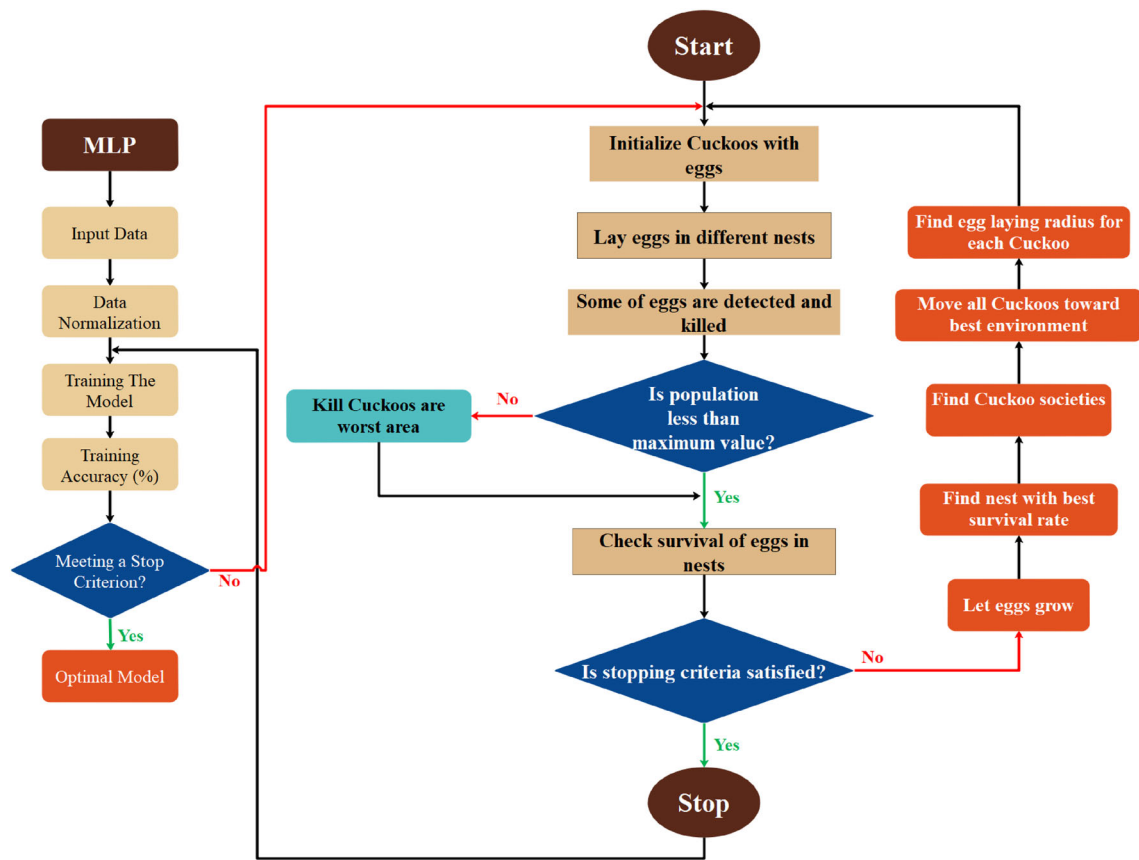 Start
MLP
Input Data
Data
Normalization
Training The
Model
Training
Accuracy (%)
Meeting a Stop
Criterion?
No
Yes
Optimal Model
Initialize Cuckoos with
eggs
Lay eggs in different nests
Some of eggs are detected and
killed
Is population
less than
maximum value?
No
Kill Cuckoos are
worst area
Yes
Check survival of eggs in
nests
Is stopping criteria satisfied?
No
Yes
Stop
Find egg laying radius for
each Cuckoo
Move all Cuckoos toward
best environment
Find Cuckoo societies
Find nest with best
survival rate
Let eggs grow